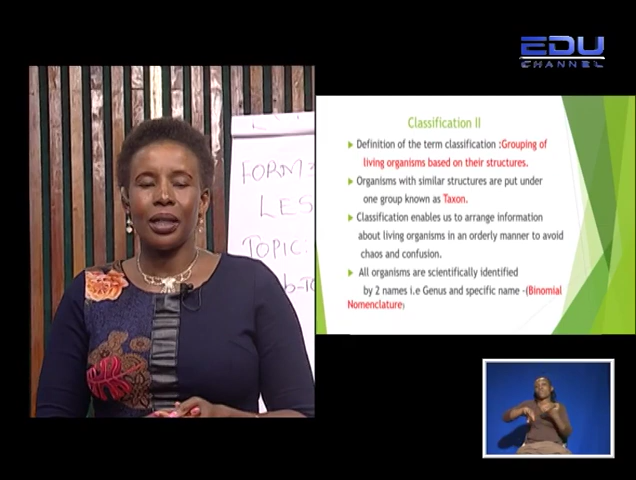 EDU
CHANNEL
FORM 3
LES
TOPIC:
b-TO
Classification II
Definition of the term classification :Grouping of
living organisms based on their structures.
Organisms with similar structures are put under
one group known as Taxon.
Classification enables us to arrange information
about living organisms in an orderly manner to avoid
chaos and confusion.
All organisms are scientifically identified
by 2 names i.e Genus and specific name -(Binomial
Nomenclature)